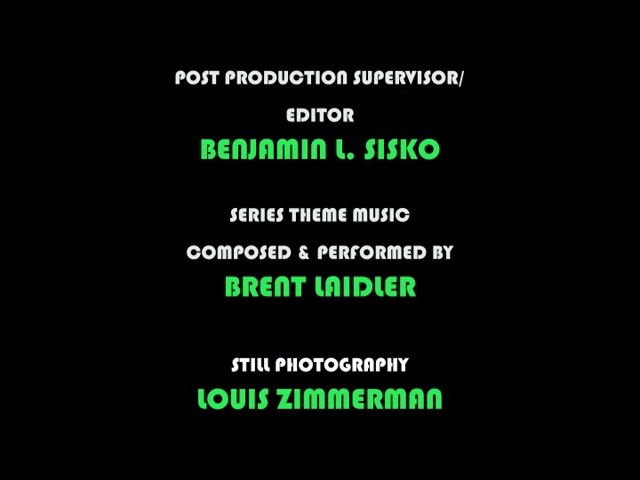 POST PRODUCTION SUPERVISOR/
EDITOR
BENJAMIN L. SISKO
SERIES THEME MUSIC
COMPOSED & PERFORMED BY
BRENT LAIDLER
STILL PHOTOGRAPHY
LOUIS ZIMMERMAN